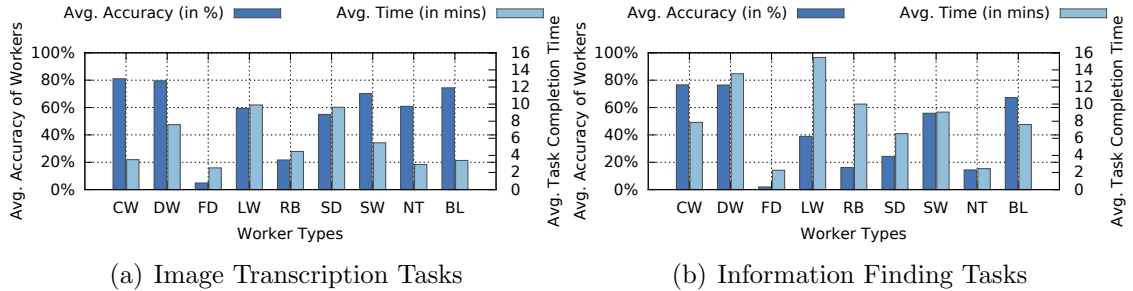 Avg. Accuracy (in %) Avg. Time (in mins)
Avg. Accuracy of Workers
100%
80%
60%
40%
20%
0%
16
14
12
10
8
6
4
2
0
Avg. Task Completion Time
CW DW FD LW RB SD SW NT BL
Worker Types
(a) Image Transcription Tasks
Avg. Accuracy (in %) Avg. Time (in mins)
Avg. Accuracy of Workers
100%
80%
60%
40%
20%
0%
16
14
12
10
8
6
4
2
0
Avg. Task Completion Time
CW DW FD LW RB SD SW NT BL
Worker Types
(b) Information Finding Tasks